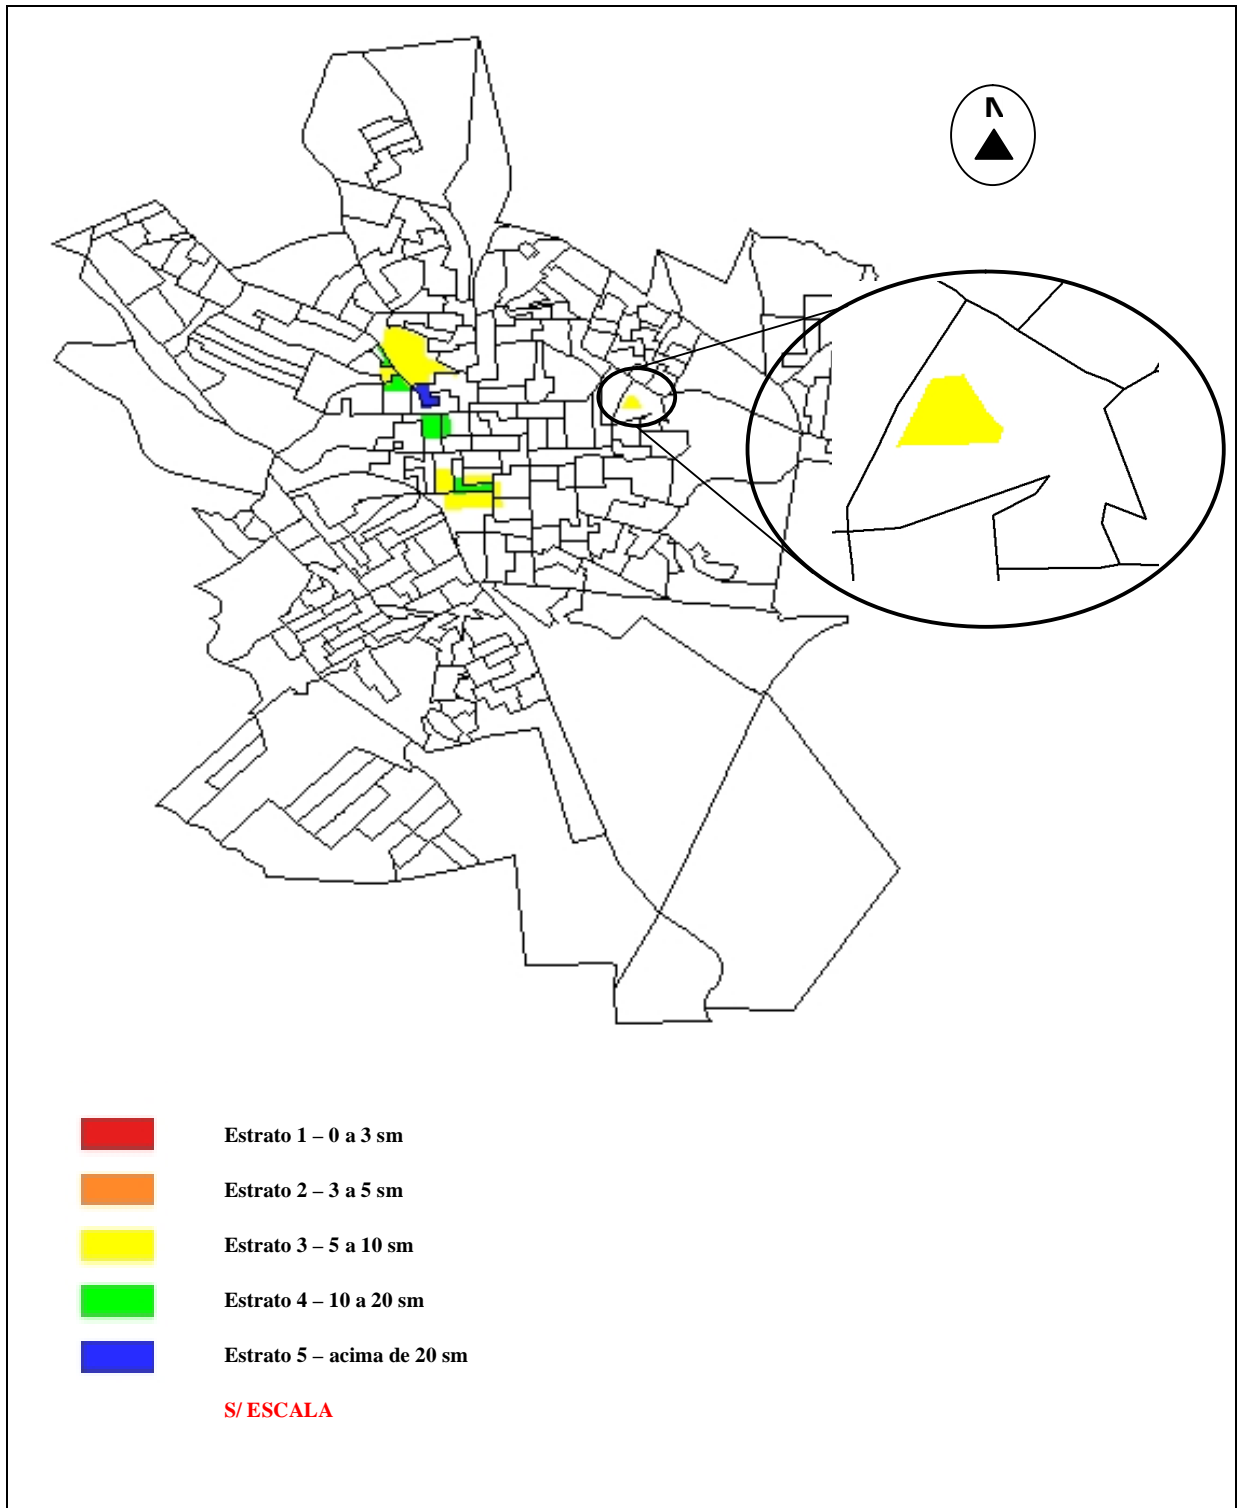 N
Estrato 1 – 0 a 3 sm
Estrato 2 – 3 a 5 sm
Estrato 3 – 5 a 10 sm
Estrato 4 – 10 a 20 sm
Estrato 5 – acima de 20 sm
S/ ESCALA